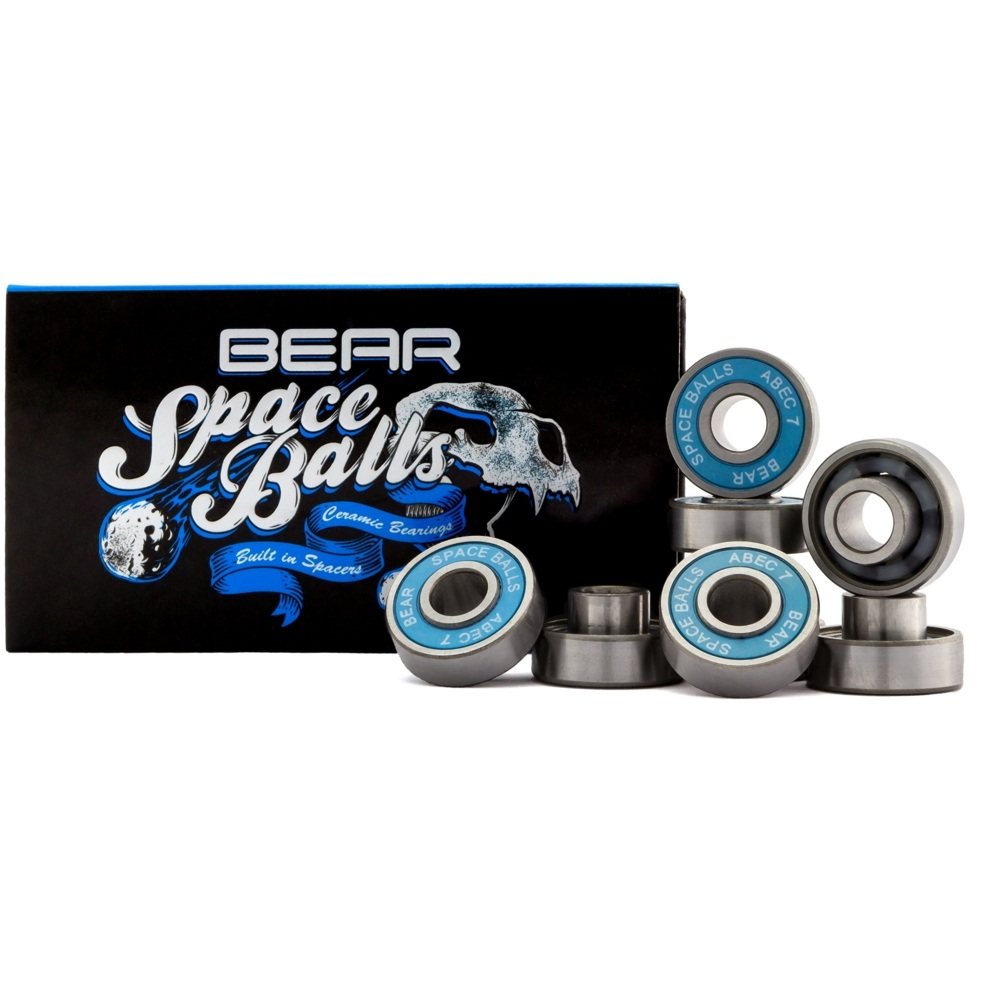 BEAR
Space
Balls
Ceramic Bearings
Built in Spacers
SPACE BALLS ABEC 7 BEAR
BEAR SPACE BALLS ABEC 7
SPACE BALLS ABEC 7 BEAR